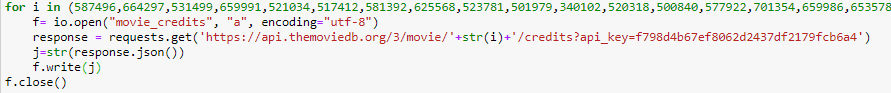 for i in (587496,664297,531499,659991,521034,517412,581392,625568,523781,501979,340102,520318,500840,577922,701354,659986,653578
f= io.open("movie_credits", "a", encoding="utf-8")
response = requests.get('https://api.themoviedb.org/3/movie/'+str(i)+'/credits?api_key=f798d4b67ef8062d2437df2179fcb6a4')
j=str(response.json())
f.write(j)
f.close()